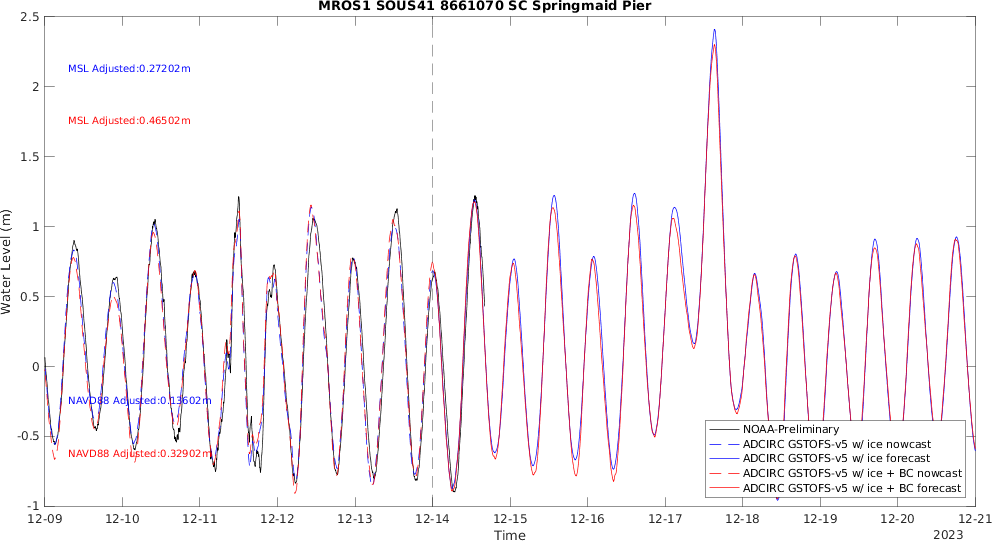 MROS1 SOUS41 8661070 SC Springmaid Pier
2.5
2
1.5
1
0.5
0
-0.5
-1
Water Level (m)
MSL Adjusted:0.27202m
MSL Adjusted:0.46502m
NAVD88 Adjusted:0.13602m
NAVD88 Adjusted:0.32902m
NOAA-Preliminary
ADCIRC GSTOFS-v5 w/ ice nowcast
ADCIRC GSTOFS-v5 w/ ice forecast
ADCIRC GSTOFS-v5 w/ ice + BC nowcast
ADCIRC GSTOFS-v5 w/ ice + BC forecast
12-09 12-10 12-11 12-12 12-13 12-14 12-15 12-16 12-17 12-18 12-19 12-20 12-21
Time
2023